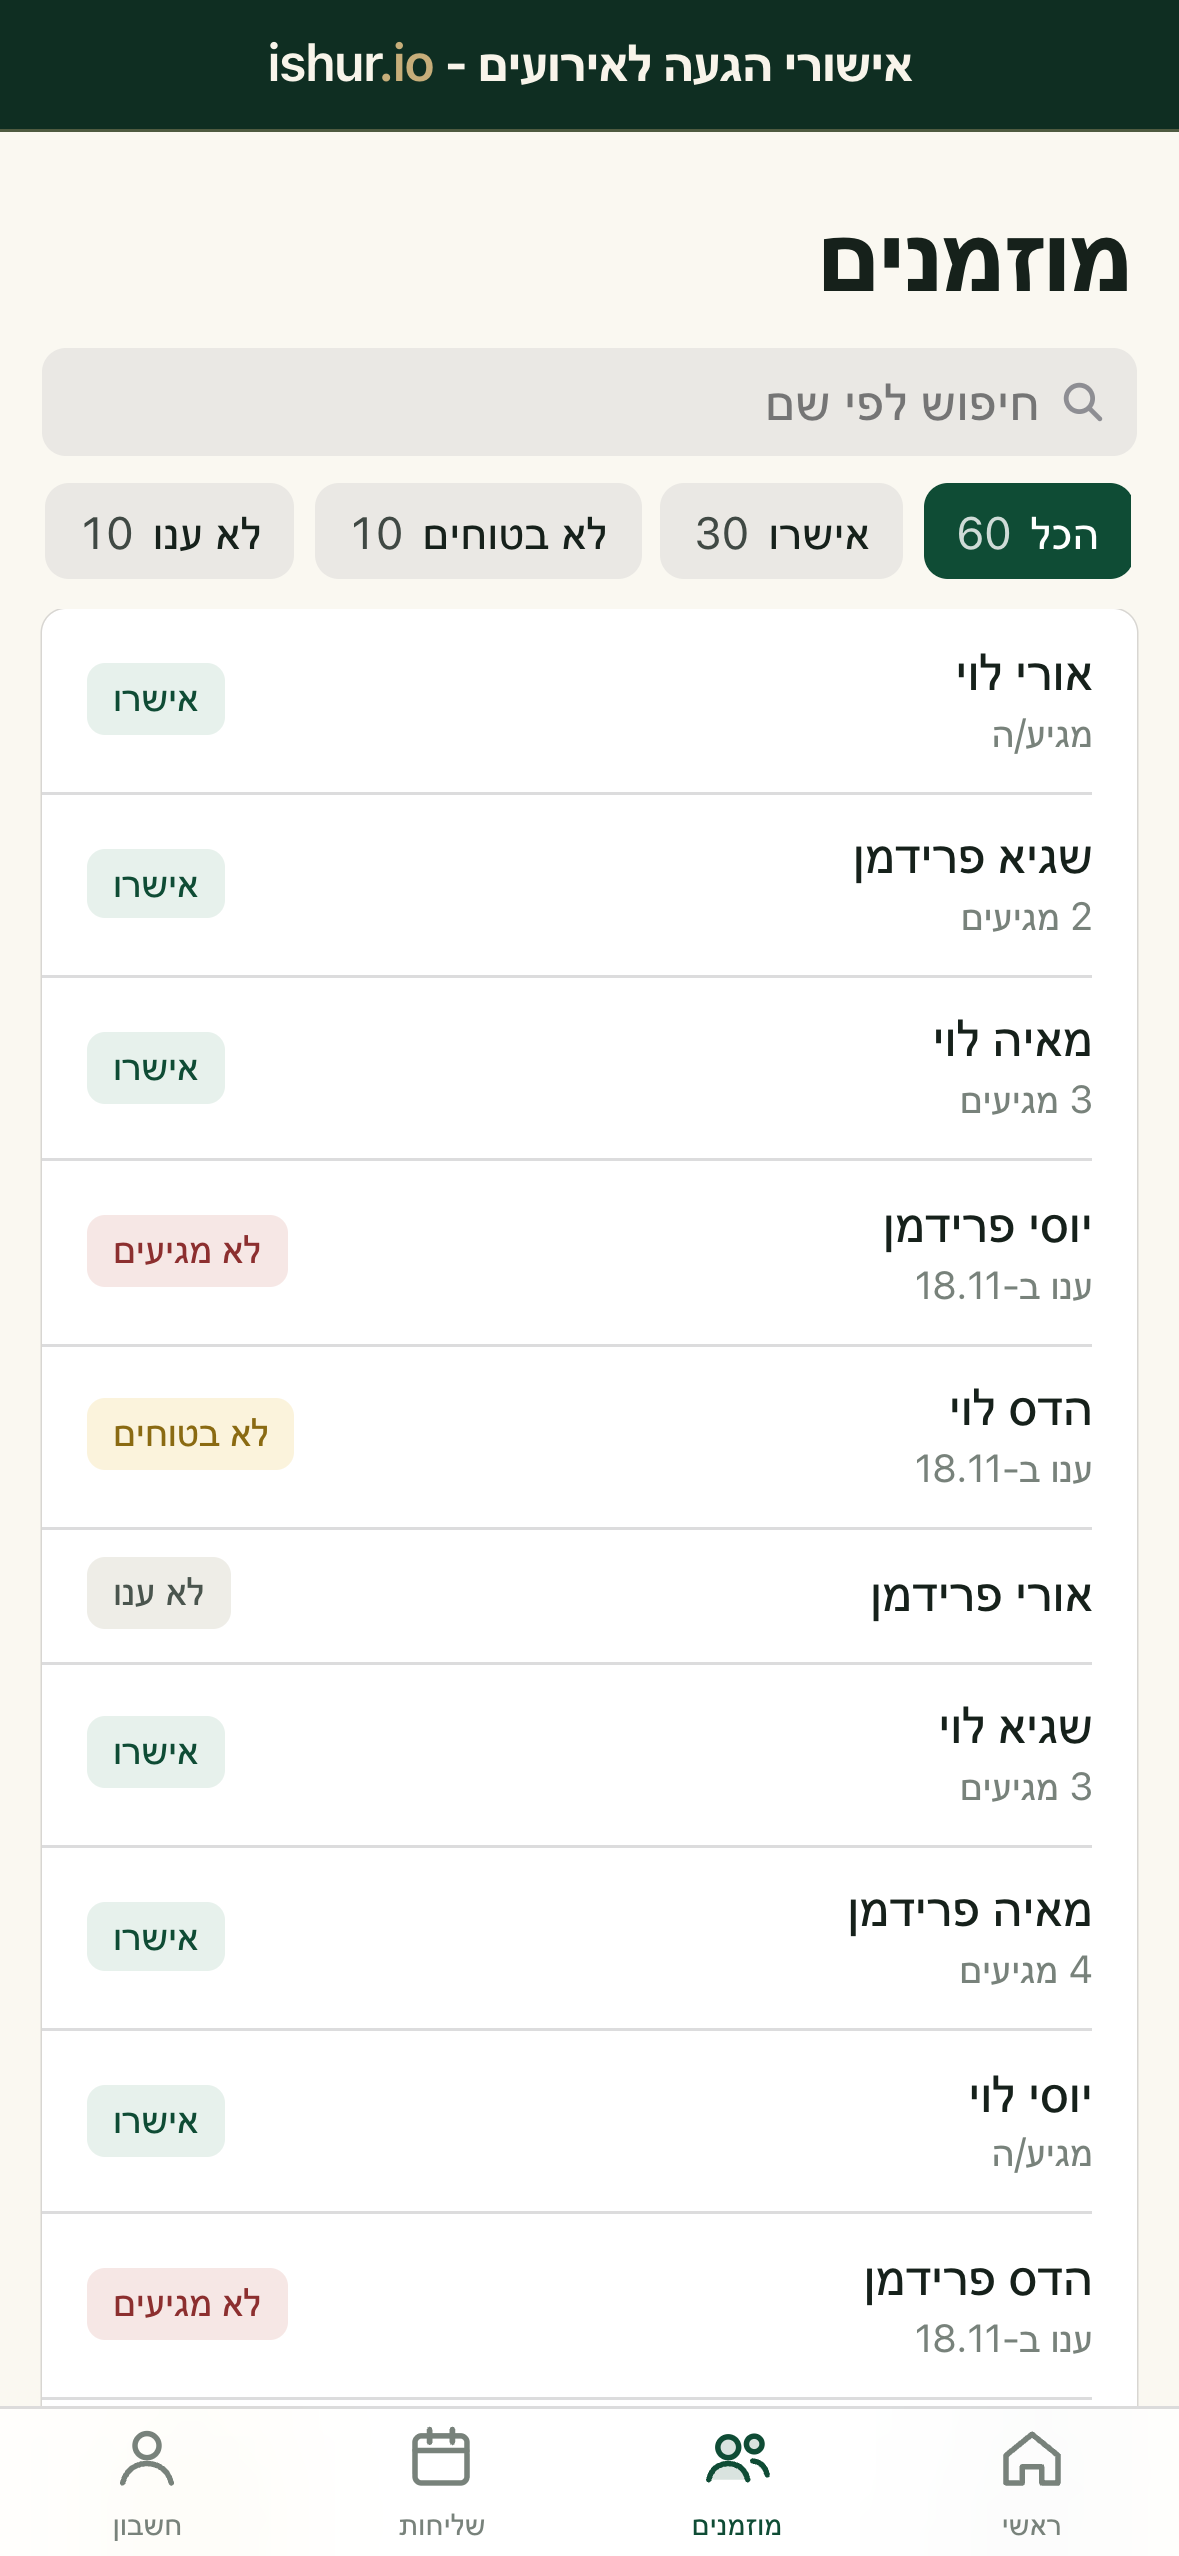 אישורי הגעה לאירועים - ishur.io
מוזמנים
חיפוש לפי שם
הכל 60
אישרו 30
לא בטוחים 10
לא ענו 10
אורי לוי
מגיע/ה
אישרו
שגיא פרידמן
2 מגיעים
אישרו
מאיה לוי
3 מגיעים
אישרו
יוסי פרידמן
ענו ב-18.11
לא מגיעים
הדס לוי
ענו ב-18.11
לא בטוחים
אורי פרידמן
לא ענו
שגיא לוי
3 מגיעים
אישרו
מאיה פרידמן
4 מגיעים
אישרו
יוסי לוי
מגיע/ה
אישרו
הדס פרידמן
ענו ב-18.11
לא מגיעים
ראשי
מוזמנים
שליחות
חשבון